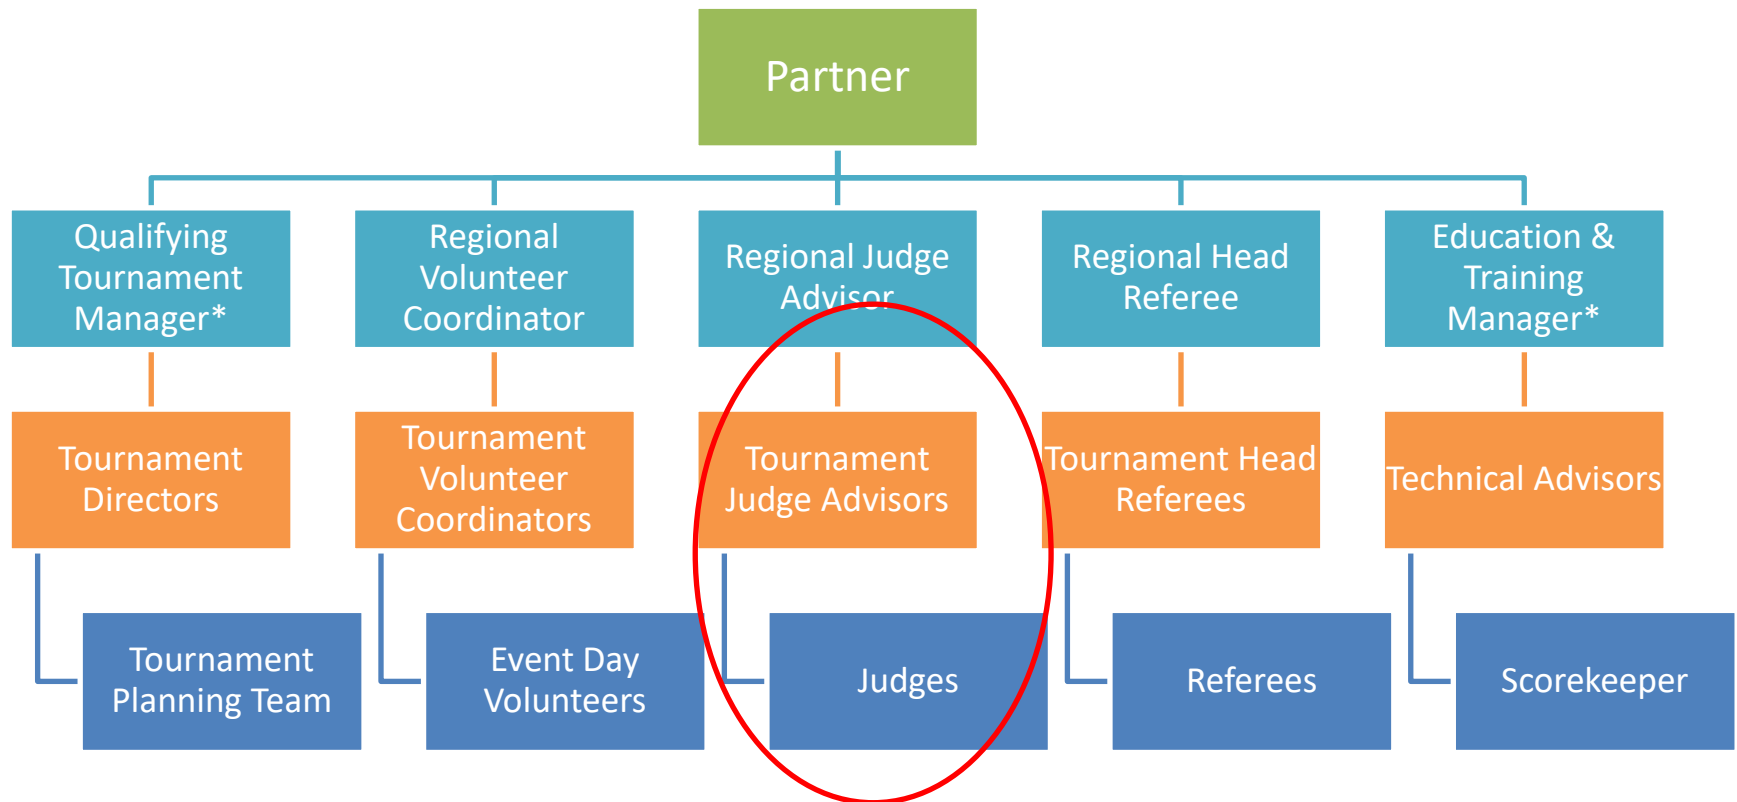 Partner
Qualifying
Tournament
Manager*
Regional
Volunteer
Coordinator
Regional Judge
Advisor
Regional Head
Referee
Education &
Training
Manager*
Tournament
Directors
Tournament
Volunteer
Coordinators
Tournament
Judge Advisors
Tournament Head
Referees
Technical Advisors
Tournament
Planning Team
Event Day
Volunteers
Judges
Referees
Scorekeeper